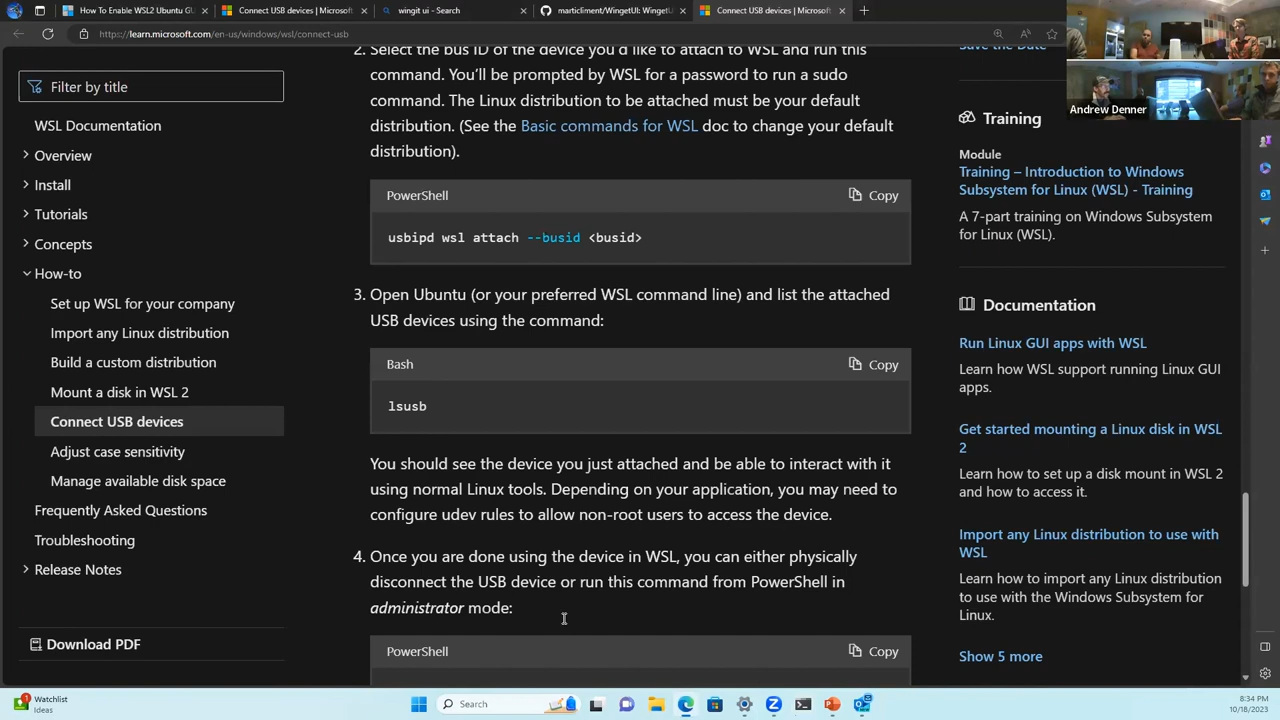 How To Enable WSL2 Ubuntu GU
Connect USB devices | Microsoft L
wingit ui - Search
marticliment/WingetUI: WingetUI
Connect USB devices | Microsoft L
https://learn.microsoft.com/en-us/windows/wsl/connect-usb
Andrew Denner
Filter by title
WSL Documentation
Overview
Install
Tutorials
Concepts
How-to
Set up WSL for your company
Import any Linux distribution
Build a custom distribution
Mount a disk in WSL 2
Connect USB devices
Adjust case sensitivity
Manage available disk space
Frequently Asked Questions
Troubleshooting
Release Notes
Download PDF
2. Select the bus ID of the device you'd like to attach to WSL and run this
command. You'll be prompted by WSL for a password to run a sudo
command. The Linux distribution to be attached must be your default
distribution. (See the Basic commands for WSL doc to change your default
distribution).
PowerShell
Copy
usbipd wsl attach --busid <busid>
3. Open Ubuntu (or your preferred WSL command line) and list the attached
USB devices using the command:
Bash
Copy
lsusb
You should see the device you just attached and be able to interact with it
using normal Linux tools. Depending on your application, you may need to
configure udev rules to allow non-root users to access the device.
4. Once you are done using the device in WSL, you can either physically
disconnect the USB device or run this command from PowerShell in
administrator mode:
PowerShell
Copy
Save the Date
Training
Module
Training – Introduction to Windows
Subsystem for Linux (WSL) - Training
A 7-part training on Windows Subsystem
for Linux (WSL).
Documentation
Run Linux GUI apps with WSL
Learn how WSL support running Linux GUI
apps.
Get started mounting a Linux disk in WSL
2
Learn how to set up a disk mount in WSL 2
and how to access it.
Import any Linux distribution to use with
WSL
Learn how to import any Linux distribution
to use with the Windows Subsystem for
Linux.
Show 5 more
1
Watchlist
Ideas
Search
8:34 PM
10/18/2023